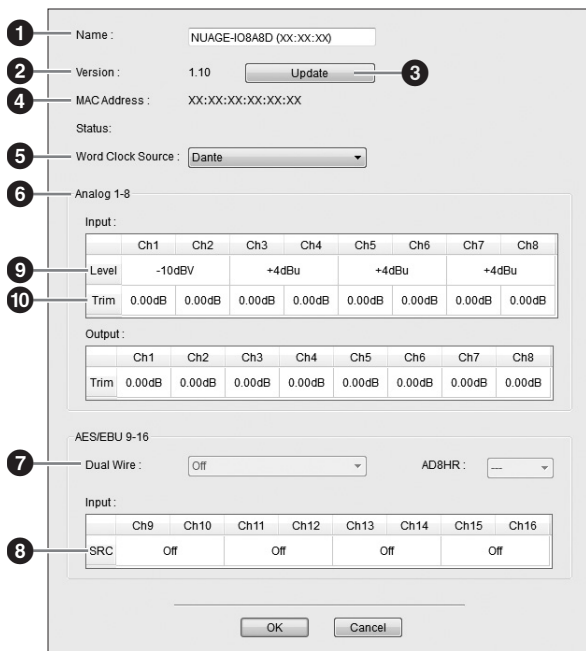 1 Name : NUAGE-IO8A8D (XX:XX:XX)
2 Version : 1.10 Update 3
4 MAC Address : XX:XX:XX:XX:XX:XX
Status:
5 Word Clock Source : Dante
6 Analog 1-8
Input :
Ch1 Ch2 Ch3 Ch4 Ch5 Ch6 Ch7 Ch8
9 Level -10dBV +4dBu +4dBu +4dBu
10 Trim 0.00dB 0.00dB 0.00dB 0.00dB 0.00dB 0.00dB 0.00dB 0.00dB
Output :
Ch1 Ch2 Ch3 Ch4 Ch5 Ch6 Ch7 Ch8
Trim 0.00dB 0.00dB 0.00dB 0.00dB 0.00dB 0.00dB 0.00dB 0.00dB
AES/EBU 9-16
7 Dual Wire : Off AD8HR : ---
Input :
Ch9 Ch10 Ch11 Ch12 Ch13 Ch14 Ch15 Ch16
8 SRC Off Off Off Off
OK Cancel